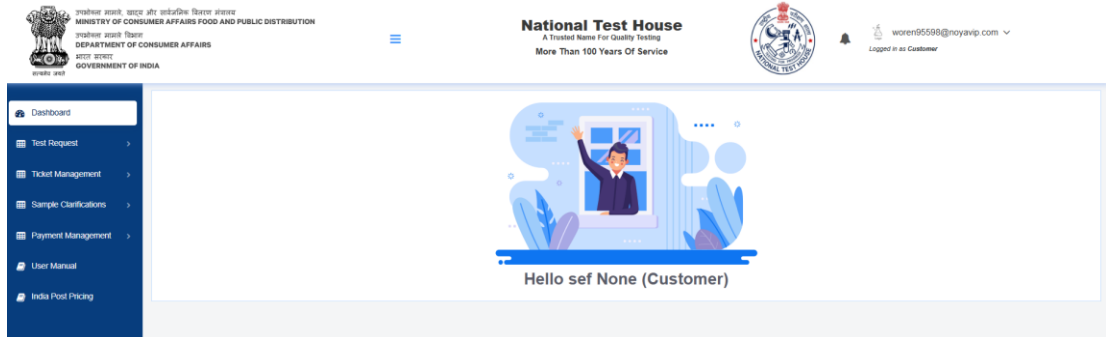 उपभोक्ता मामले, खाद्य और सार्वजनिक वितरण मंत्रालय
MINISTRY OF CONSUMER AFFAIRS FOOD AND PUBLIC DISTRIBUTION
उपभोक्ता मामले विभाग
DEPARTMENT OF CONSUMER AFFAIRS
भारत सरकार
GOVERNMENT OF INDIA
सत्यमेव जयते
National Test House
A Trusted Name For Quality Testing
More Than 100 Years Of Service
NATIONAL TEST HOUSE
woren95598@noyavip.com
Logged in as Customer
Dashboard
Test Request
Ticket Management
Sample Clarifications
Payment Management
User Manual
India Post Pricing
Hello sef None (Customer)